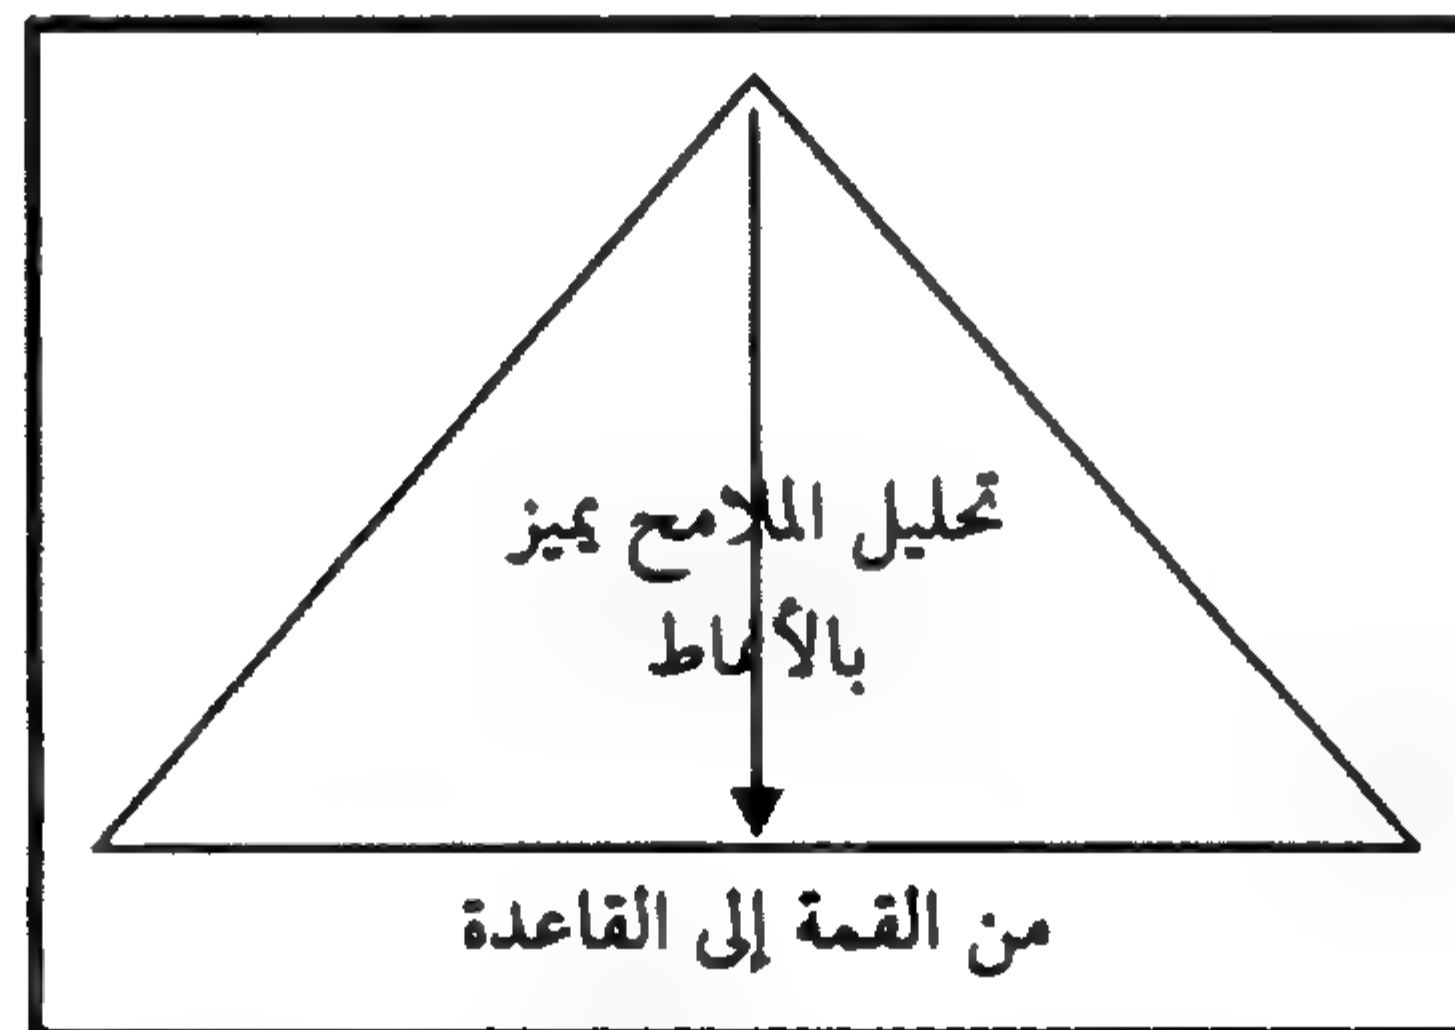 تحليل الملامح يميز
بالأنماط
من القمة إلى القاعدة